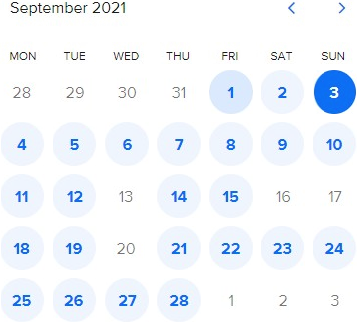 September 2021
MON TUE WED THU FRI SAT SUN
28 29 30 31 1 2 3
4 5 6 7 8 9 10
11 12 13 14 15 16 17
18 19 20 21 22 23 24
25 26 27 28 1 2 3